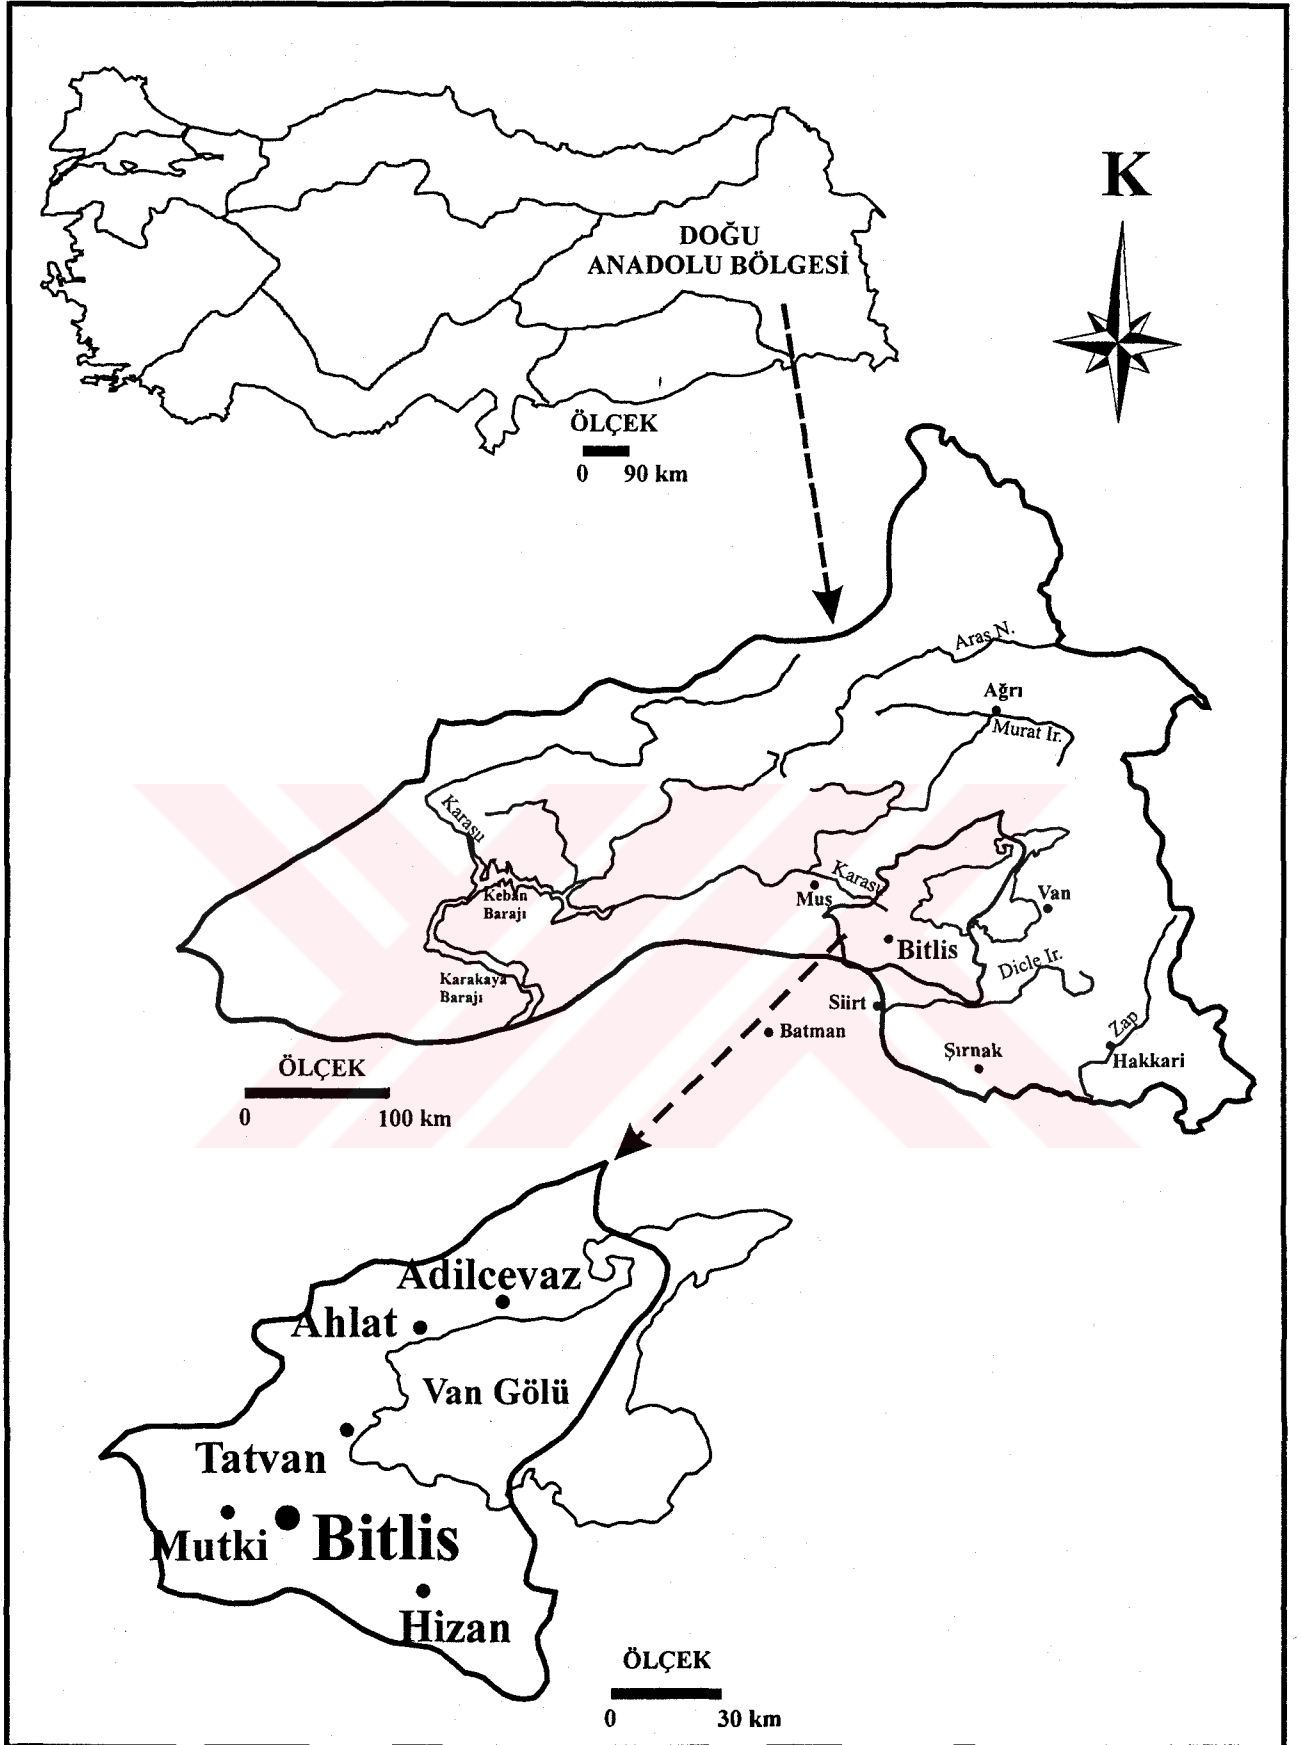 K
DOĞU
ANADOLU BÖLGESİ
ÖLÇEK
0 90 km
Aras N.
Ağrı
Murat Ir.
Karasu
Keban
Barajı
Karasu
Muş
Van
Bitlis
Dicle Ir.
Karakaya
Barajı
Siirt
Batman
Zap
Şırnak
Hakkari
ÖLÇEK
0 100 km
Adilcevaz
Ahlat
Van Gölü
Tatvan
Mutki
Bitlis
Hizan
ÖLÇEK
0 30 km